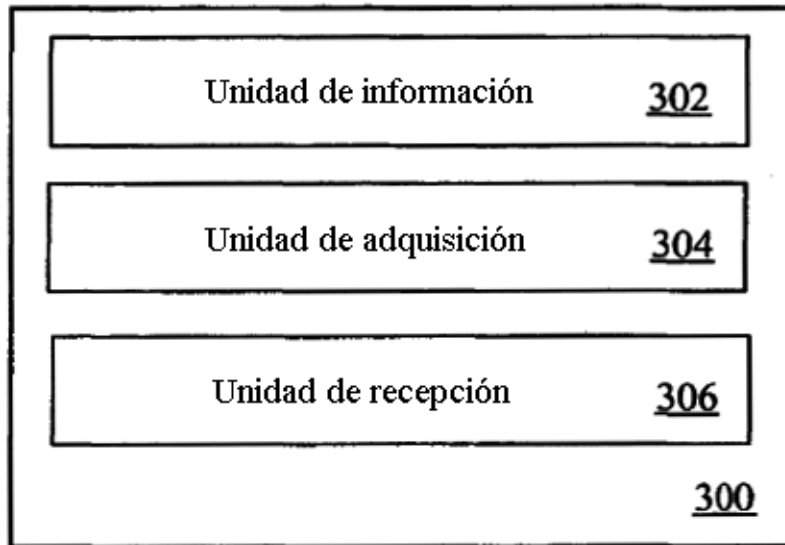 Unidad de información 302
Unidad de adquisición 304
Unidad de recepción 306
300